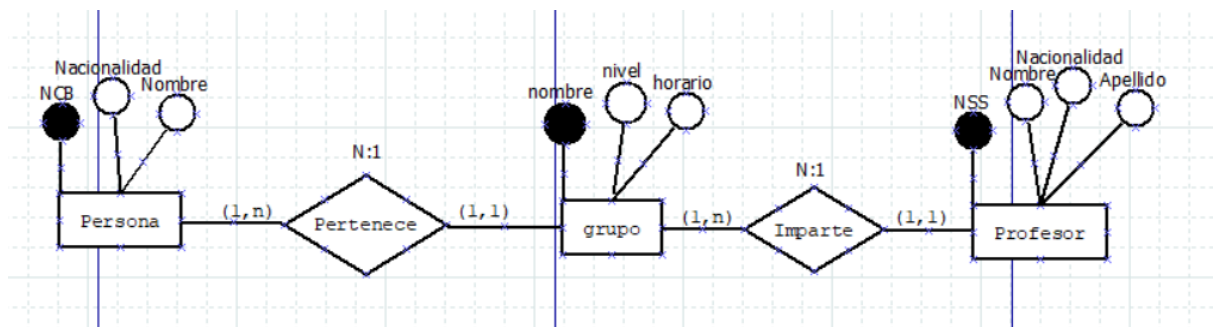 Nacionalidad
NCB
Nombre
N:1
Persona
(1,n)
Pertenece
(1,1)
nombre
nivel
horario
grupo
(1,n)
N:1
Imparte
(1,1)
NSS
Nombre
Nacionalidad
Apellido
Profesor